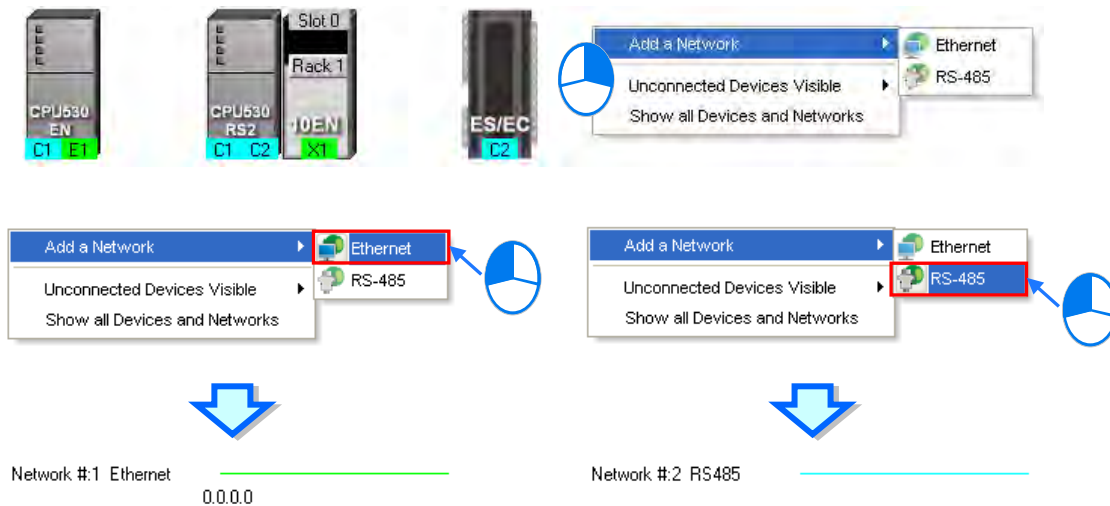 Slot 0
Rack 1
CPU530
EN
C1 E1
CPU530
RS2
C1 C2
10EN
X1
ES/EC
C2
Add a Network
Unconnected Devices Visible
Show all Devices and Networks
Ethernet
RS-485
Add a Network
Unconnected Devices Visible
Show all Devices and Networks
Ethernet
RS-485
Add a Network
Unconnected Devices Visible
Show all Devices and Networks
Ethernet
RS-485
Network #:1 Ethernet
0.0.0.0
Network #:2 RS485